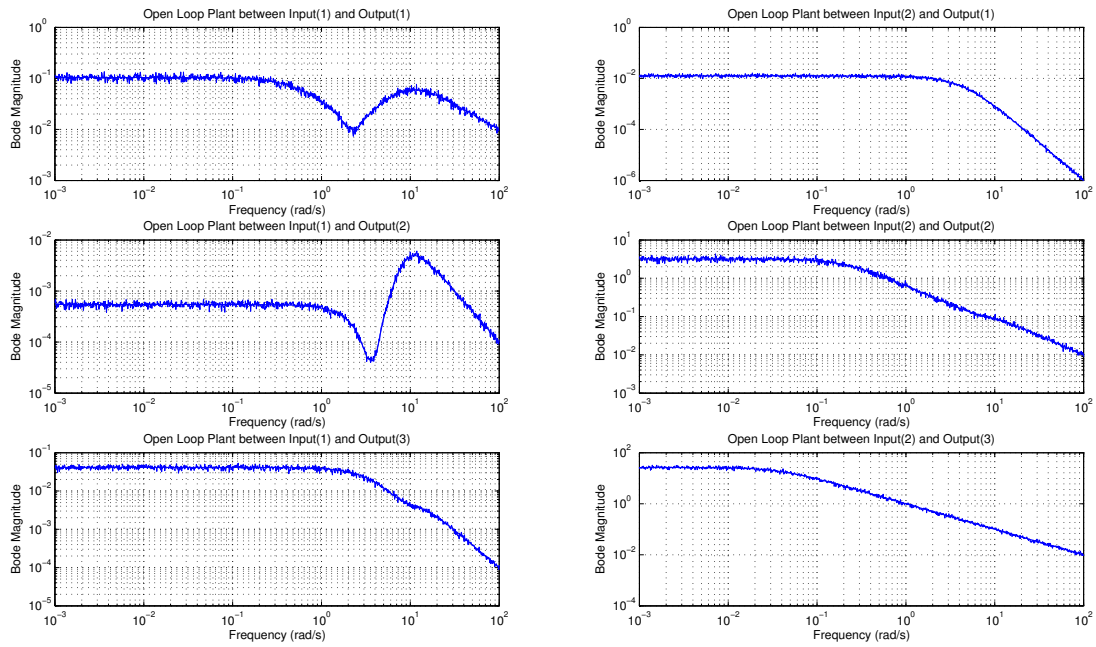 Open Loop Plant between Input(1) and Output(1)
Bode Magnitude
10^0
10^−1
10^−2
10^−3
10^−3 10^−2 10^−1 10^0 10^1 10^2
Frequency (rad/s)
Open Loop Plant between Input(2) and Output(1)
Bode Magnitude
10^0
10^−2
10^−4
10^−6
10^−3 10^−2 10^−1 10^0 10^1 10^2
Frequency (rad/s)
Open Loop Plant between Input(1) and Output(2)
Bode Magnitude
10^−2
10^−3
10^−4
10^−5
10^−3 10^−2 10^−1 10^0 10^1 10^2
Frequency (rad/s)
Open Loop Plant between Input(2) and Output(2)
Bode Magnitude
10^1
10^0
10^−1
10^−2
10^−3
10^−3 10^−2 10^−1 10^0 10^1 10^2
Frequency (rad/s)
Open Loop Plant between Input(1) and Output(3)
Bode Magnitude
10^−1
10^−2
10^−3
10^−4
10^−5
10^−3 10^−2 10^−1 10^0 10^1 10^2
Frequency (rad/s)
Open Loop Plant between Input(2) and Output(3)
Bode Magnitude
10^2
10^0
10^−2
10^−4
10^−3 10^−2 10^−1 10^0 10^1 10^2
Frequency (rad/s)